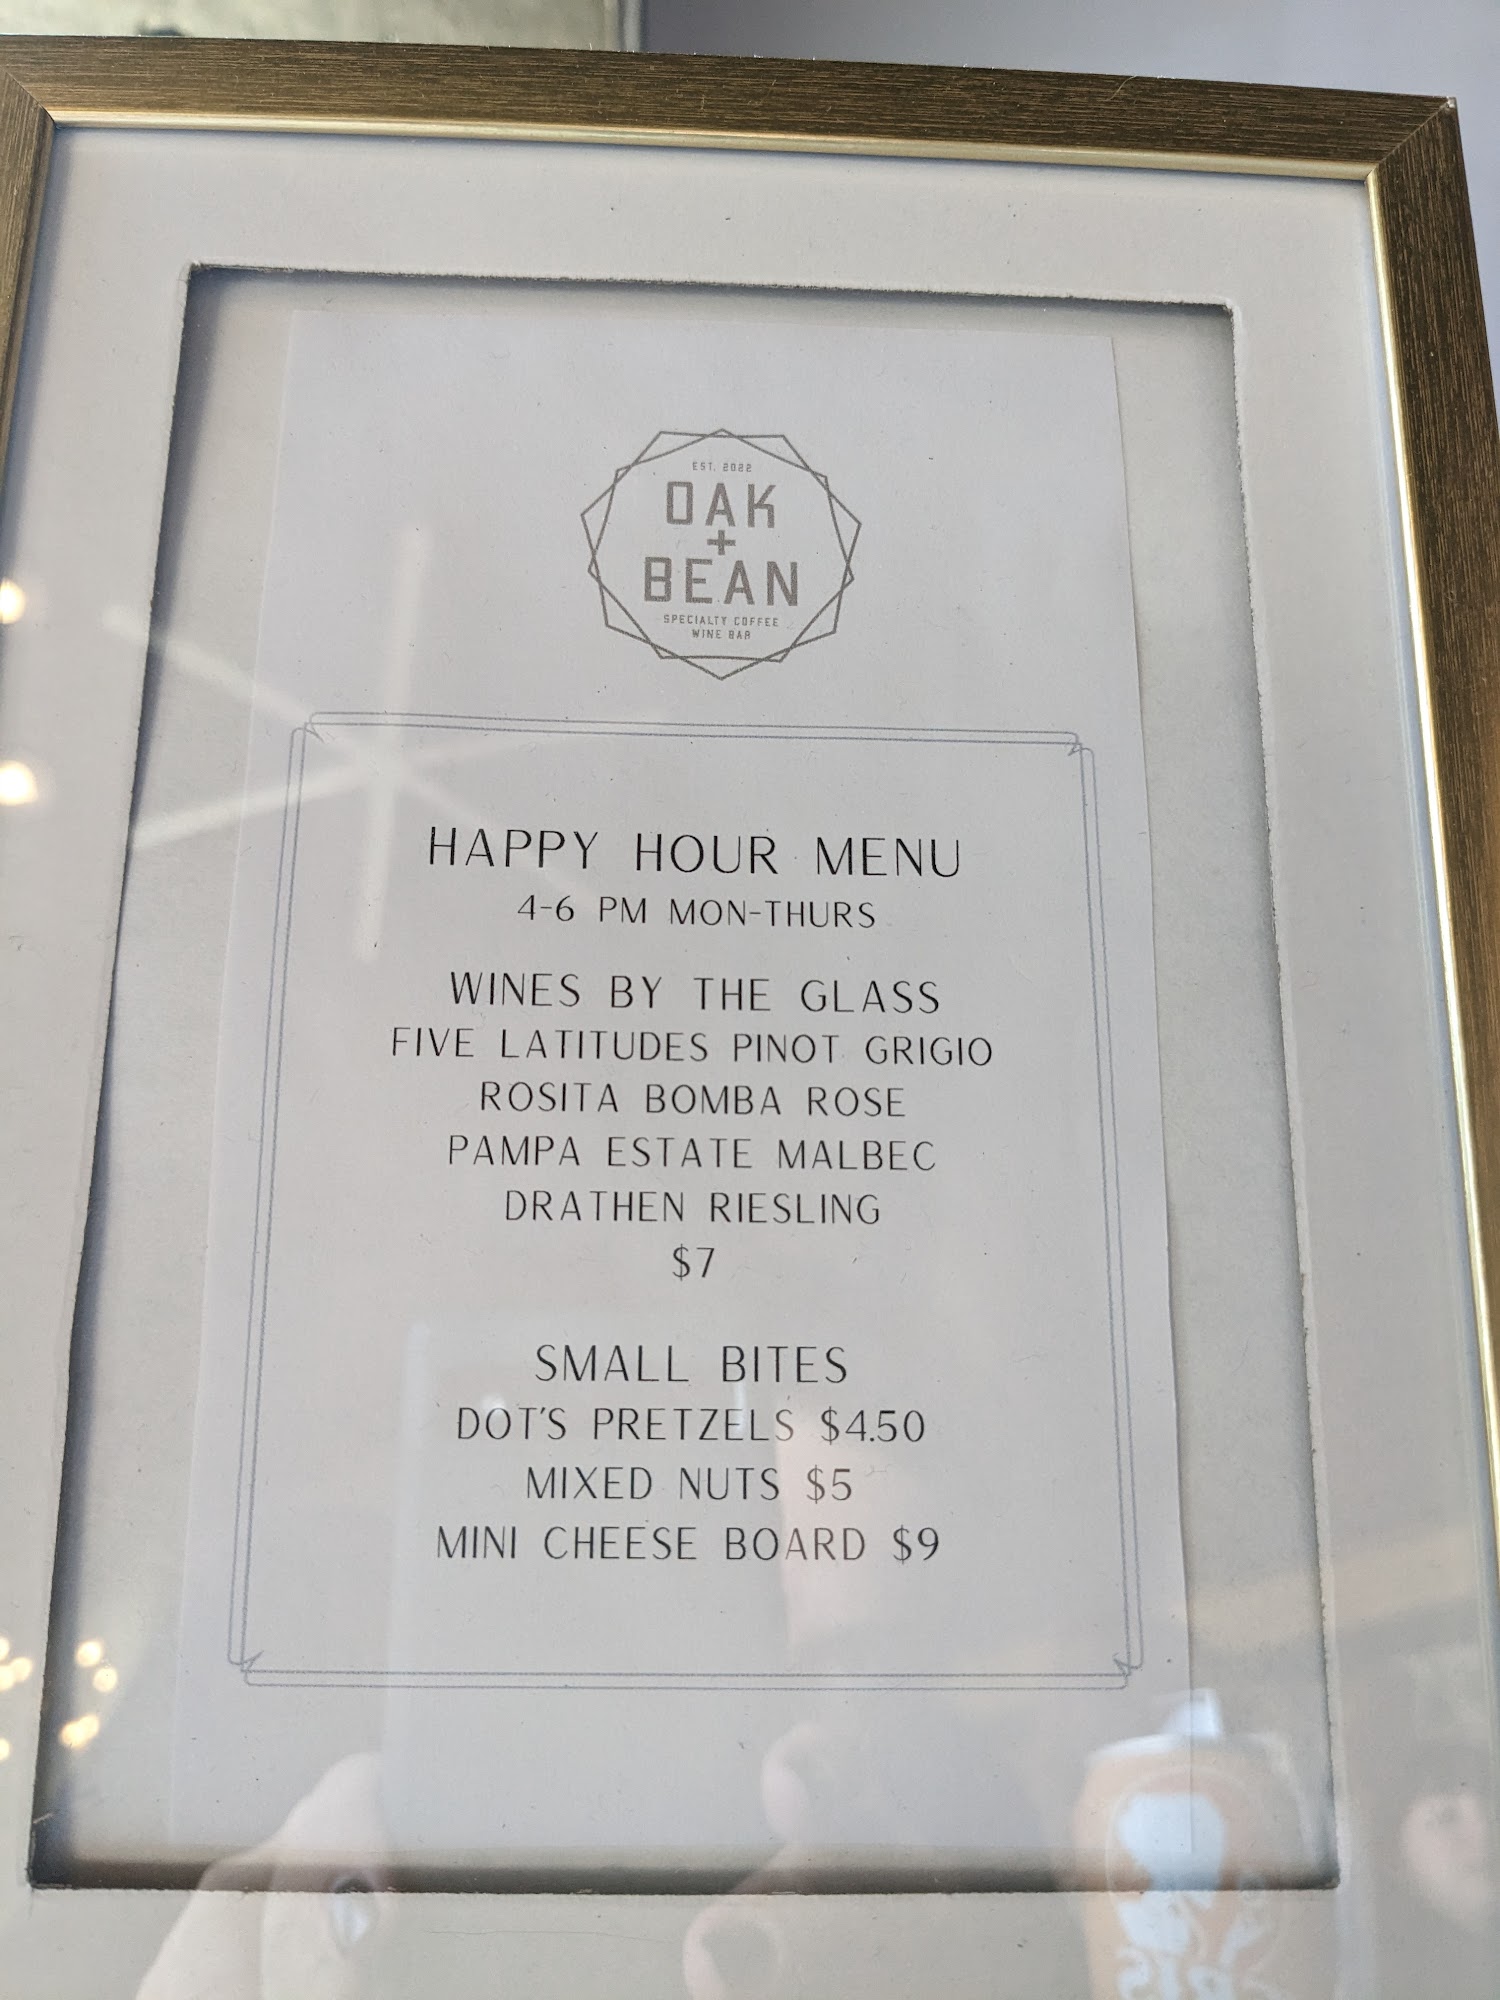 EST. 2022
OAK
+
BEAN
SPECIALTY COFFEE
WINE BAR
HAPPY HOUR MENU
4-6 PM MON-THURS
WINES BY THE GLASS
FIVE LATITUDES PINOT GRIGIO
ROSITA BOMBA ROSE
PAMPA ESTATE MALBEC
DRATHEN RIESLING
$7
SMALL BITES
DOT'S PRETZELS $4.50
MIXED NUTS $5
MINI CHEESE BOARD $9